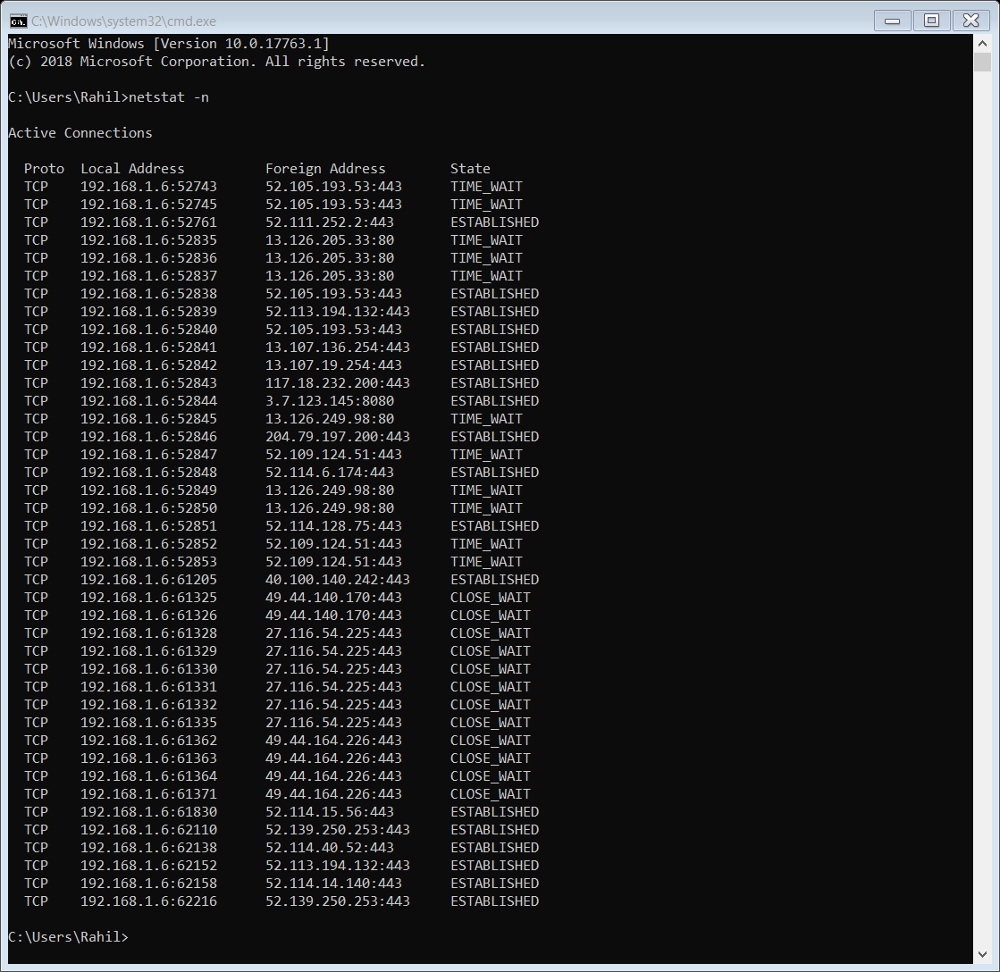 C:\Windows\system32\cmd.exe
Microsoft Windows [Version 10.0.17763.1]
(c) 2018 Microsoft Corporation. All rights reserved.
C:\Users\Rahil>netstat -n
Active Connections
Proto Local Address Foreign Address State
TCP 192.168.1.6:52743 52.105.193.53:443 TIME_WAIT
TCP 192.168.1.6:52745 52.105.193.53:443 TIME_WAIT
TCP 192.168.1.6:52761 52.111.252.2:443 ESTABLISHED
TCP 192.168.1.6:52835 13.126.205.33:80 TIME_WAIT
TCP 192.168.1.6:52836 13.126.205.33:80 TIME_WAIT
TCP 192.168.1.6:52837 13.126.205.33:80 TIME_WAIT
TCP 192.168.1.6:52838 52.105.193.53:443 ESTABLISHED
TCP 192.168.1.6:52839 52.113.194.132:443 ESTABLISHED
TCP 192.168.1.6:52840 52.105.193.53:443 ESTABLISHED
TCP 192.168.1.6:52841 13.107.136.254:443 ESTABLISHED
TCP 192.168.1.6:52842 13.107.19.254:443 ESTABLISHED
TCP 192.168.1.6:52843 117.18.232.200:443 ESTABLISHED
TCP 192.168.1.6:52844 3.7.123.145:8080 ESTABLISHED
TCP 192.168.1.6:52845 13.126.249.98:80 TIME_WAIT
TCP 192.168.1.6:52846 204.79.197.200:443 ESTABLISHED
TCP 192.168.1.6:52847 52.109.124.51:443 TIME_WAIT
TCP 192.168.1.6:52848 52.114.6.174:443 ESTABLISHED
TCP 192.168.1.6:52849 13.126.249.98:80 TIME_WAIT
TCP 192.168.1.6:52850 13.126.249.98:80 TIME_WAIT
TCP 192.168.1.6:52851 52.114.128.75:443 ESTABLISHED
TCP 192.168.1.6:52852 52.109.124.51:443 TIME_WAIT
TCP 192.168.1.6:52853 52.109.124.51:443 TIME_WAIT
TCP 192.168.1.6:61205 40.100.140.242:443 ESTABLISHED
TCP 192.168.1.6:61325 49.44.140.170:443 CLOSE_WAIT
TCP 192.168.1.6:61326 49.44.140.170:443 CLOSE_WAIT
TCP 192.168.1.6:61328 27.116.54.225:443 CLOSE_WAIT
TCP 192.168.1.6:61329 27.116.54.225:443 CLOSE_WAIT
TCP 192.168.1.6:61330 27.116.54.225:443 CLOSE_WAIT
TCP 192.168.1.6:61331 27.116.54.225:443 CLOSE_WAIT
TCP 192.168.1.6:61332 27.116.54.225:443 CLOSE_WAIT
TCP 192.168.1.6:61335 27.116.54.225:443 CLOSE_WAIT
TCP 192.168.1.6:61362 49.44.164.226:443 CLOSE_WAIT
TCP 192.168.1.6:61363 49.44.164.226:443 CLOSE_WAIT
TCP 192.168.1.6:61364 49.44.164.226:443 CLOSE_WAIT
TCP 192.168.1.6:61371 49.44.164.226:443 CLOSE_WAIT
TCP 192.168.1.6:61830 52.114.15.56:443 ESTABLISHED
TCP 192.168.1.6:62110 52.139.250.253:443 ESTABLISHED
TCP 192.168.1.6:62138 52.114.40.52:443 ESTABLISHED
TCP 192.168.1.6:62152 52.113.194.132:443 ESTABLISHED
TCP 192.168.1.6:62158 52.114.14.140:443 ESTABLISHED
TCP 192.168.1.6:62216 52.139.250.253:443 ESTABLISHED
C:\Users\Rahil>